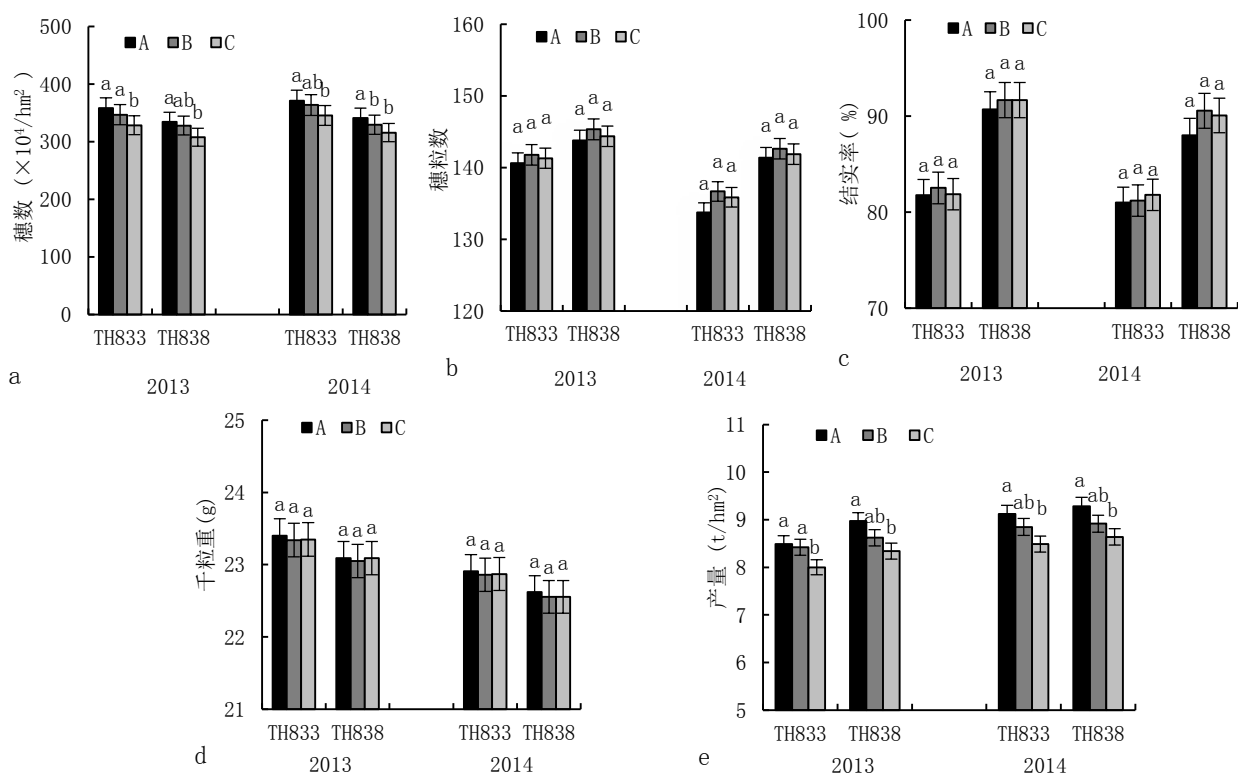 穗数 (×10⁴/hm²)
500
400
300
200
100
0
A B C
a a b
a ab b
a ab b
a b b
TH833 TH838 TH833 TH838
2013 2014
a
穗粒数
160
150
140
130
120
A B C
a a a
a a a
a a a
a a a
TH833 TH838 TH833 TH838
2013 2014
b
结实率( %)
100
90
80
70
A B C
a a a
a a a
a a a
a a a
TH833 TH838 TH833 TH838
2013 2014
c
千粒重(g)
25
24
23
22
21
A B C
a a a
a a a
a a a
a a a
TH833 TH838 TH833 TH838
2013 2014
d
产量 (t/hm²)
11
10
9
8
7
6
5
A B C
a a b
a ab b
a ab b
a ab b
TH833 TH838 TH833 TH838
2013 2014
e